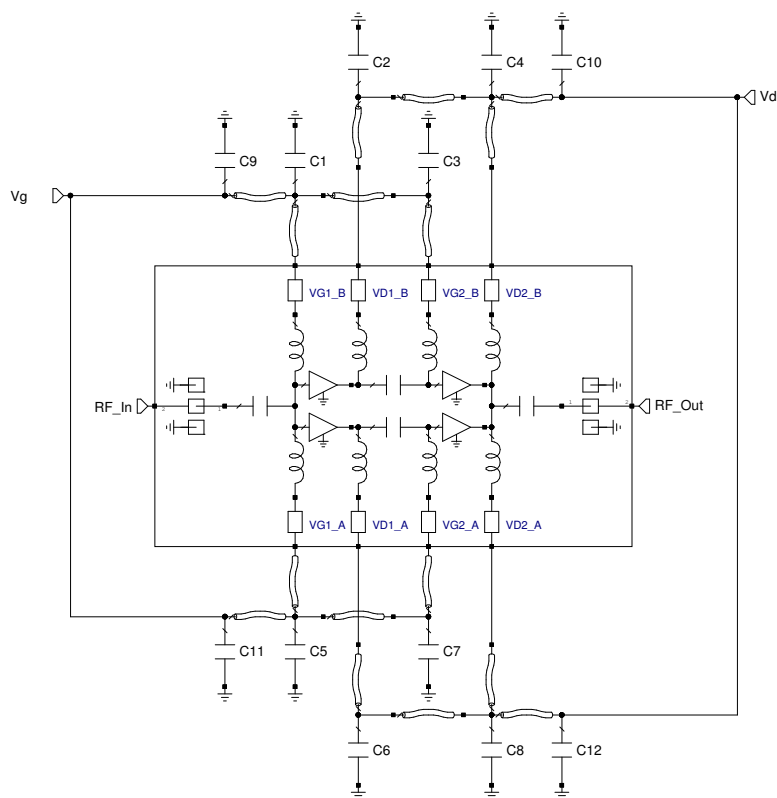 C2
C4
C10
Vd
C9
C1
C3
Vg
VG1_B
VD1_B
VG2_B
VD2_B
RF_In
RF_Out
VG1_A
VD1_A
VG2_A
VD2_A
C11
C5
C7
C6
C8
C12